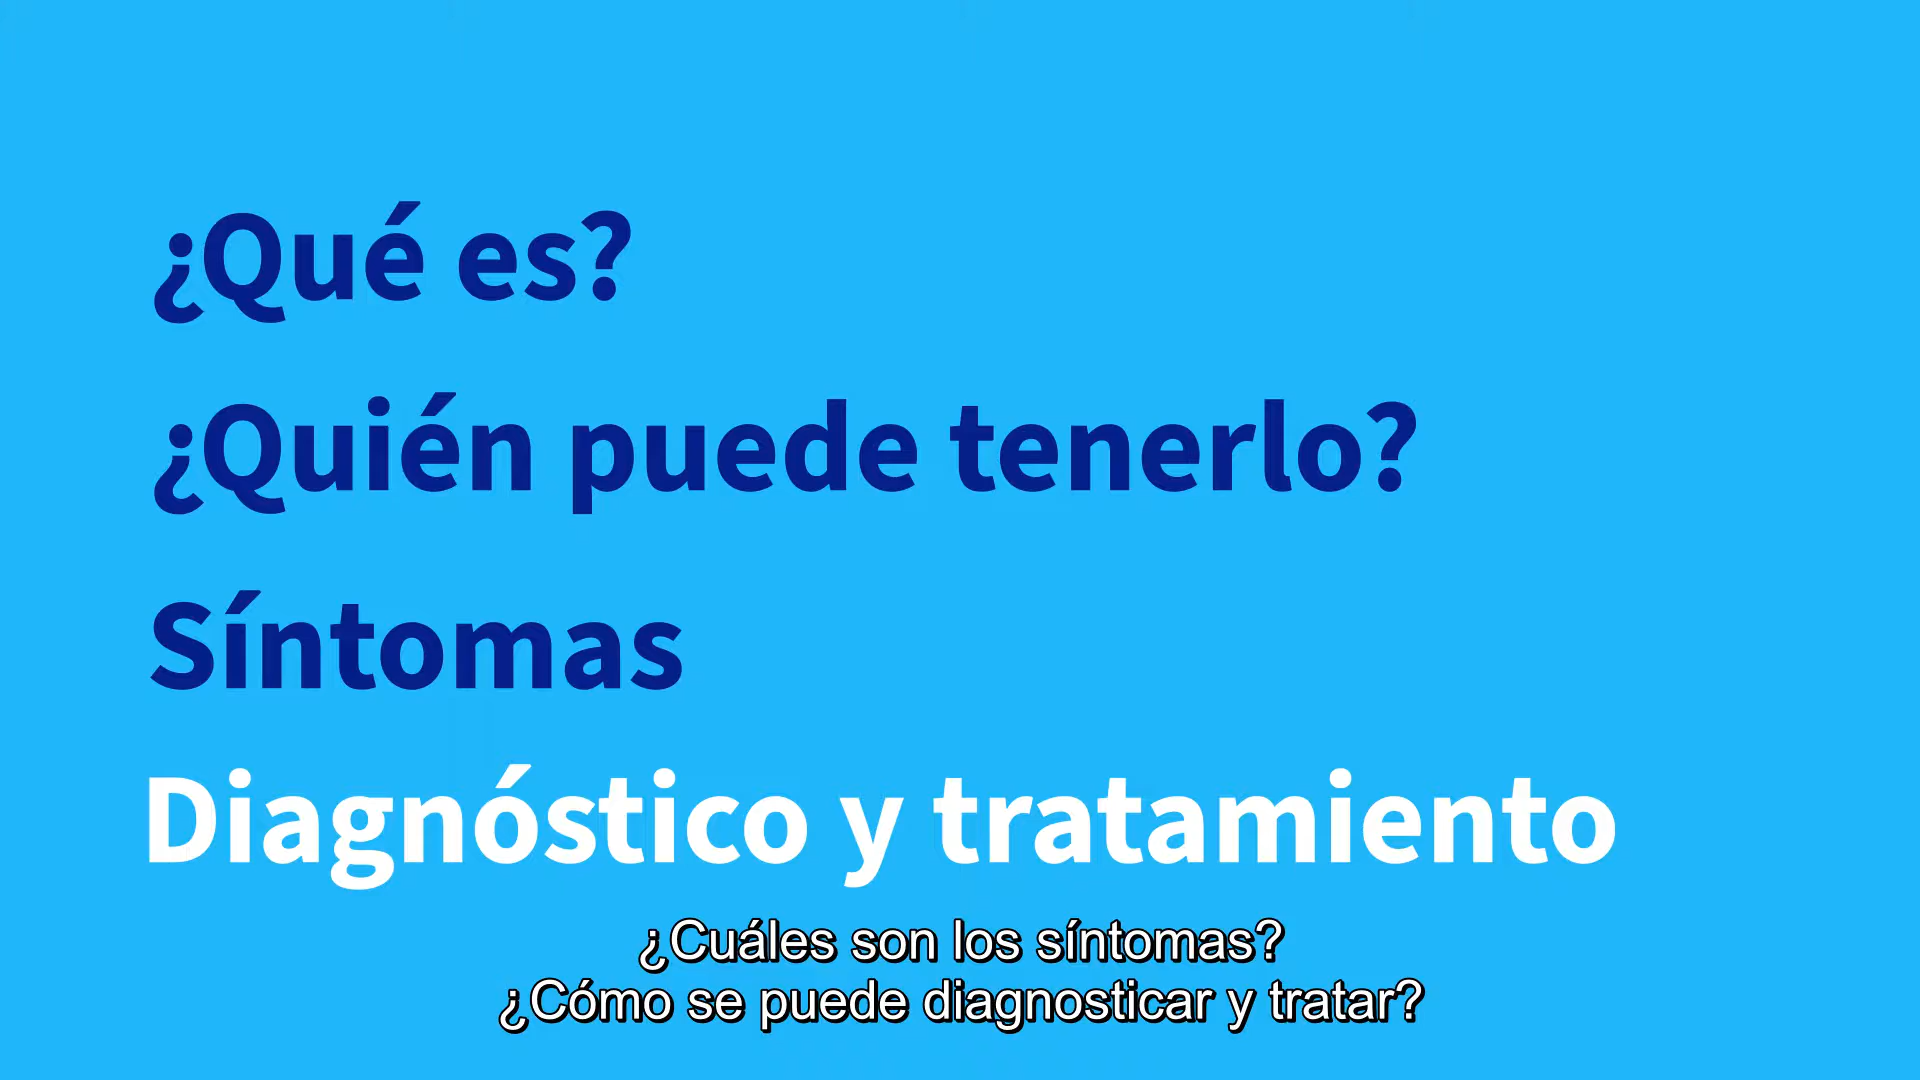 ¿Qué es?
¿Quién puede tenerlo?
Síntomas
Diagnóstico y tratamiento
¿Cuáles son los síntomas?
¿Cómo se puede diagnosticar y tratar?